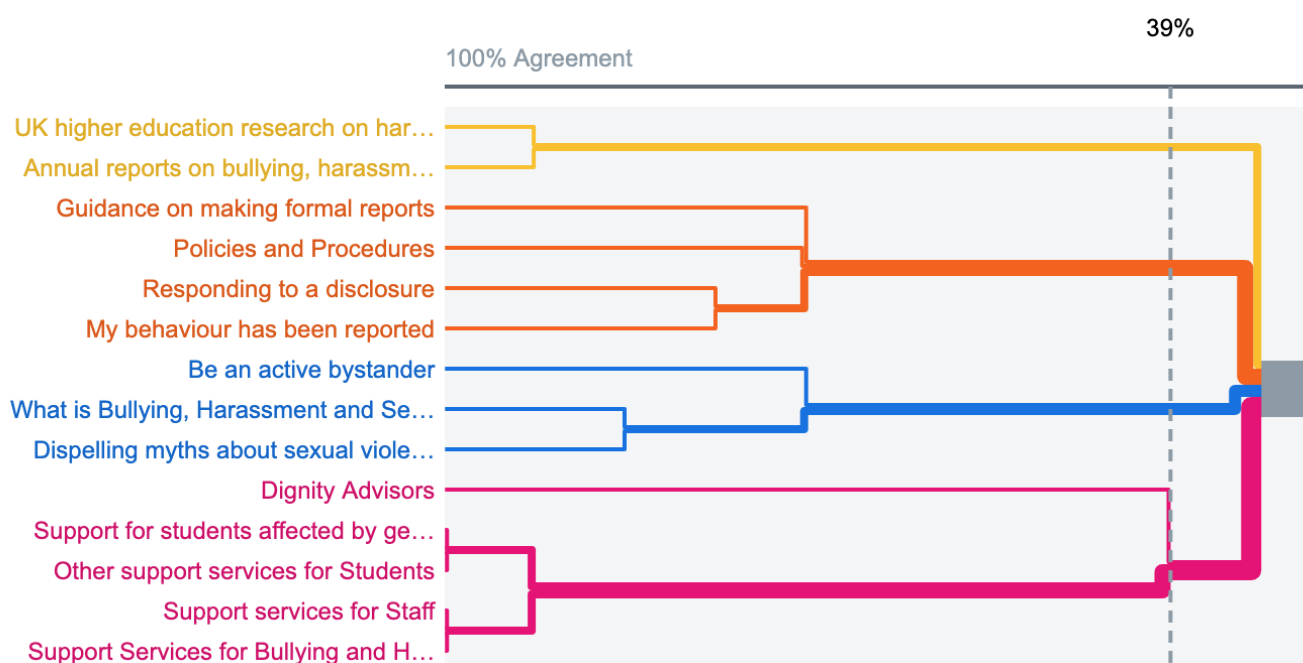 39%
100% Agreement
UK higher education research on har…
Annual reports on bullying, harassm…
Guidance on making formal reports
Policies and Procedures
Responding to a disclosure
My behaviour has been reported
Be an active bystander
What is Bullying, Harassment and Se…
Dispelling myths about sexual viole…
Dignity Advisors
Support for students affected by ge…
Other support services for Students
Support services for Staff
Support Services for Bullying and H…